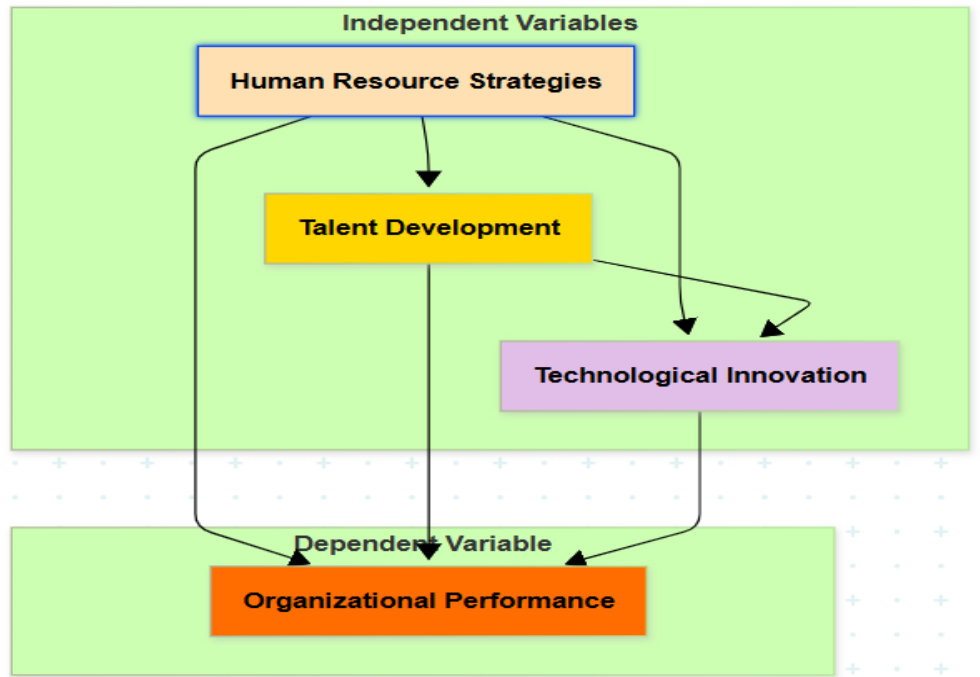 Independent Variables
Human Resource Strategies
Talent Development
Technological Innovation
Dependent Variable
Organizational Performance